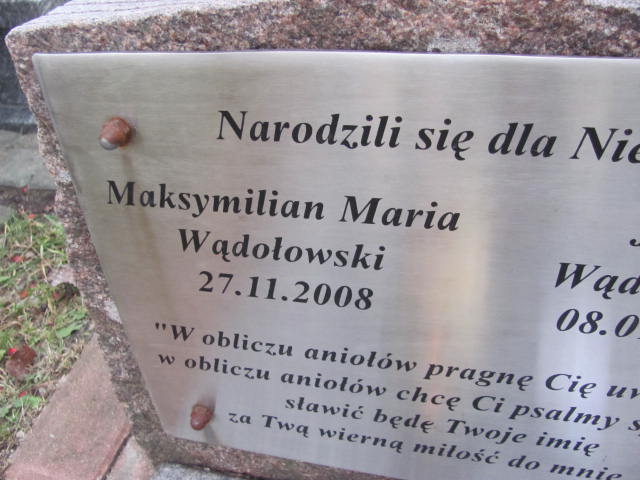 Narodzili się dla
Maksymilian Maria
Wądołowski
27.11.2008
"W obliczu aniołów pragnę Cię
w obliczu aniołów chcę Ci psalmy
sławić będę Twoje imię
za Twą wierną miłość do mnie